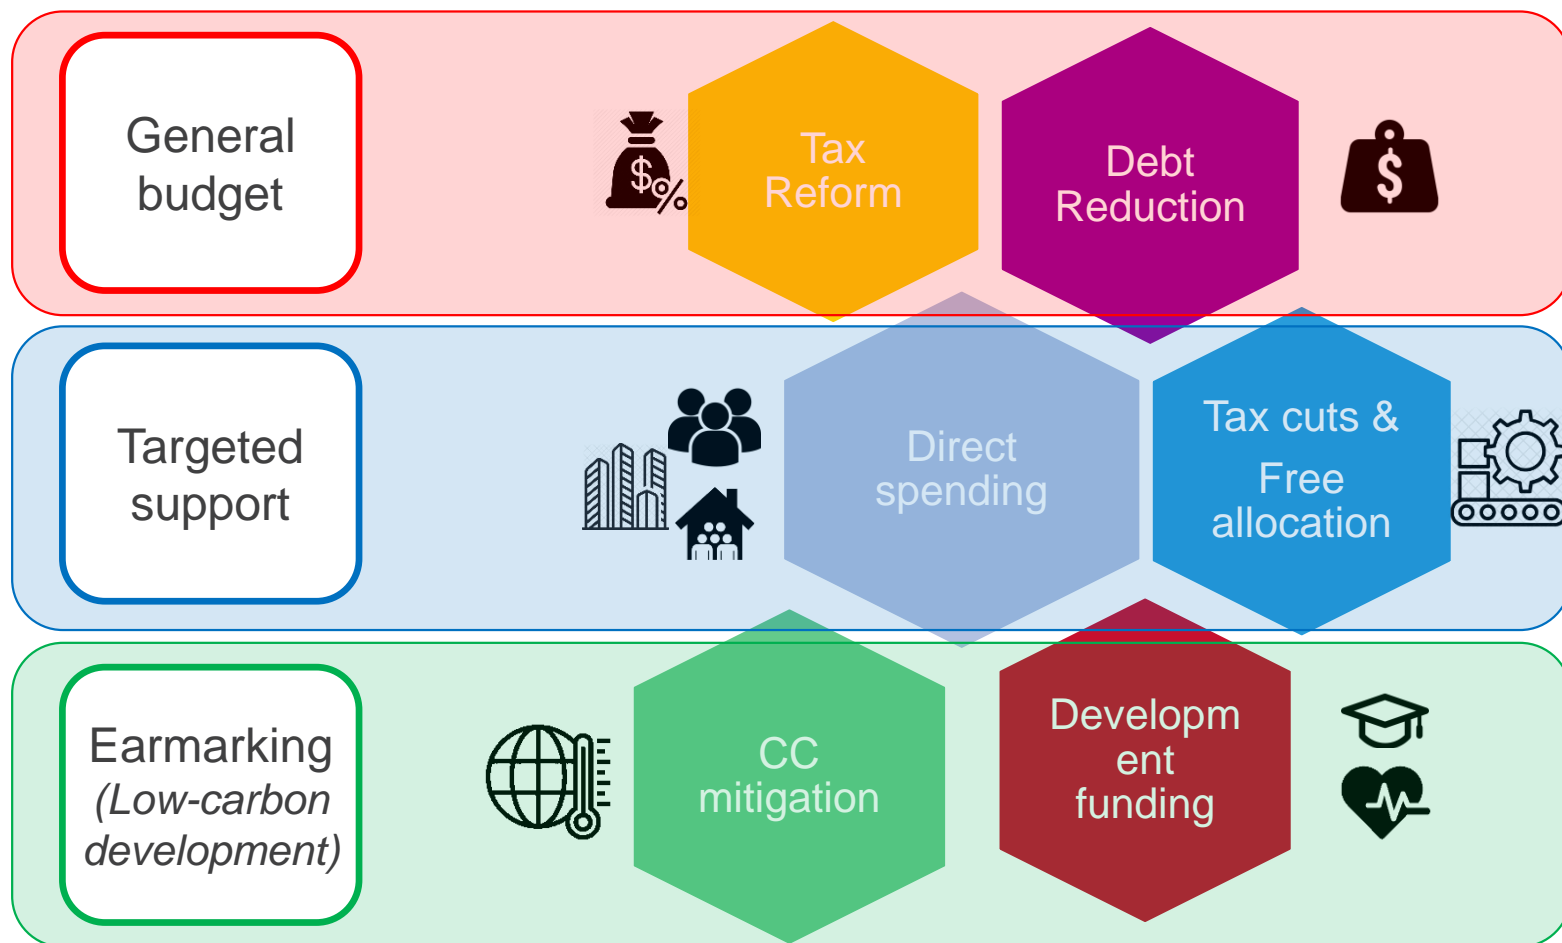 General
budget
Tax
Reform
Debt
Reduction
$%
$
Targeted
support
Direct
spending
Tax cuts &
Free
allocation
Earmarking
(Low-carbon
development)
CC
mitigation
Developm
ent
funding